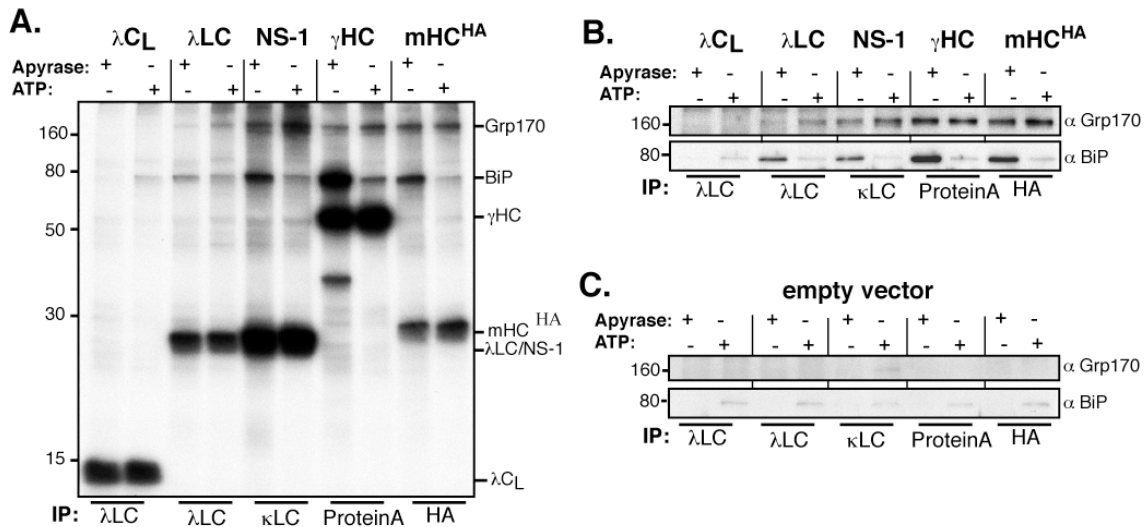 A.
λCL λLC NS-1 γHC mHCHA
Apyrase: + - + - + - + - + -
ATP: - + - + - + - + - +
160
80
50
30
15
Grp170
BiP
γHC
mHC HA
λLC/NS-1
λCL
IP: λLC λLC κLC ProteinA HA
B.
λCL λLC NS-1 γHC mHCHA
Apyrase: + - + - + - + - + -
ATP: - + - + - + - + - +
160 α Grp170
80 α BiP
IP: λLC λLC κLC ProteinA HA
C.
empty vector
Apyrase: + - + - + - + - + -
ATP: - + - + - + - + - +
160 α Grp170
80 α BiP
IP: λLC λLC κLC ProteinA HA